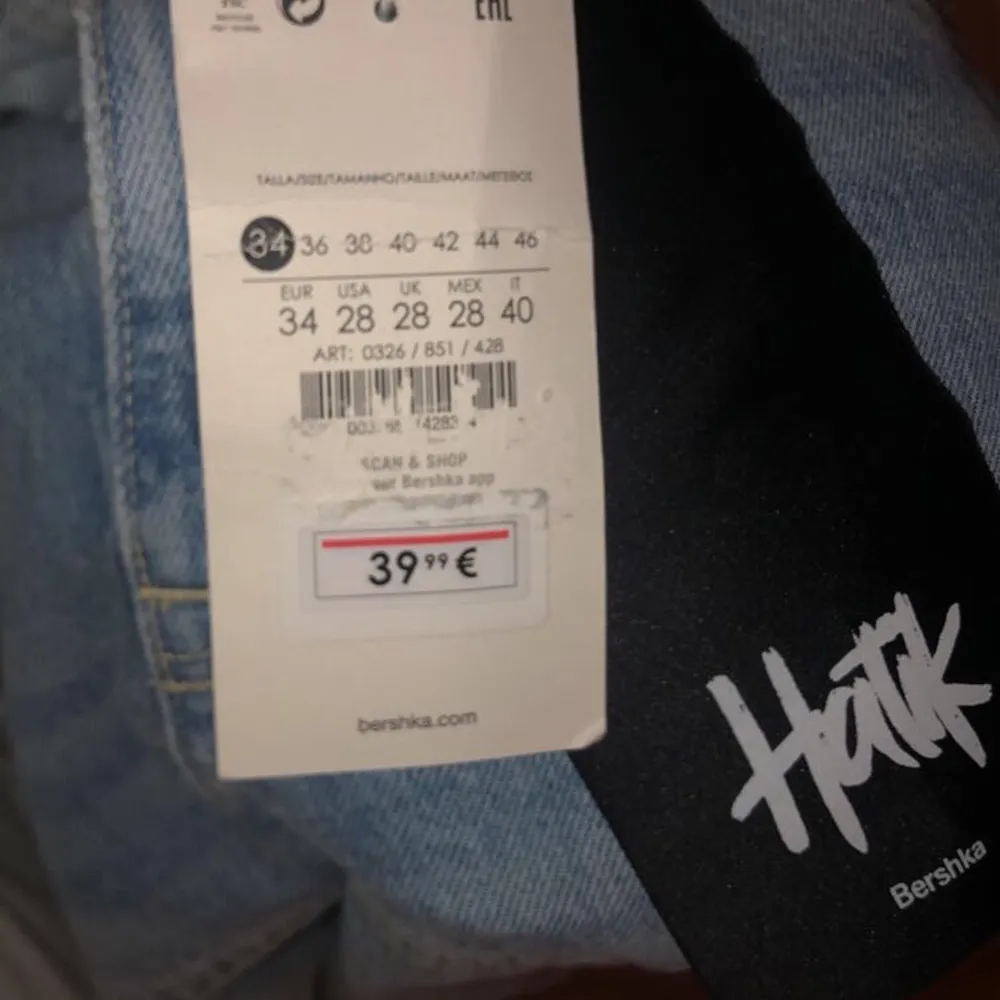 EAC
TALLA/SIZE/TAMANHO/TAILLE/MAAT/ΜΕΓΕΘΟΣ
34 36 38 40 42 44 46
EUR USA UK MEX IT
34 28 28 28 40
ART: 0326 / 851 / 428
SCAN & SHOP
sur Bershka app
39 99 €
bershka.com
Hatik
Bershka